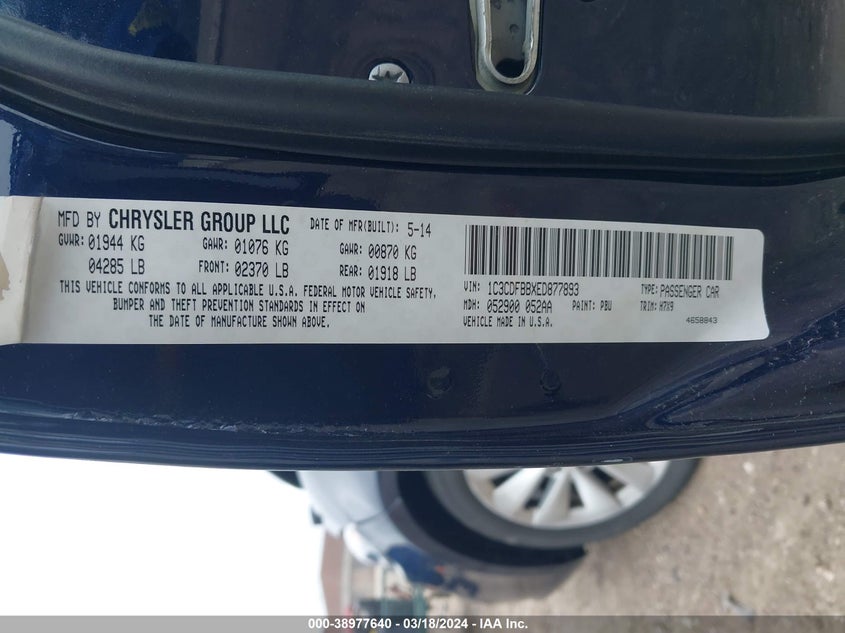 MFD BY CHRYSLER GROUP LLC DATE OF MFR(BUILT): 5-14
GVWR: 01944 KG GAWR: 01076 KG GAWR: 00870 KG
04285 LB FRONT: 02370 LB REAR: 01918 LB
THIS VEHICLE CONFORMS TO ALL APPLICABLE U.S.A. FEDERAL MOTOR VEHICLE SAFETY,
BUMPER AND THEFT PREVENTION STANDARDS IN EFFECT ON
THE DATE OF MANUFACTURE SHOWN ABOVE.
VIN: 1C3CDFBBXED877893 TYPE: PASSENGER CAR
MDH: 052900 052AA PAINT: PBU TRIM: H7X9
VEHICLE MADE IN U.S.A. 4658843
000-38977640 - 03/18/2024 - IAA Inc.